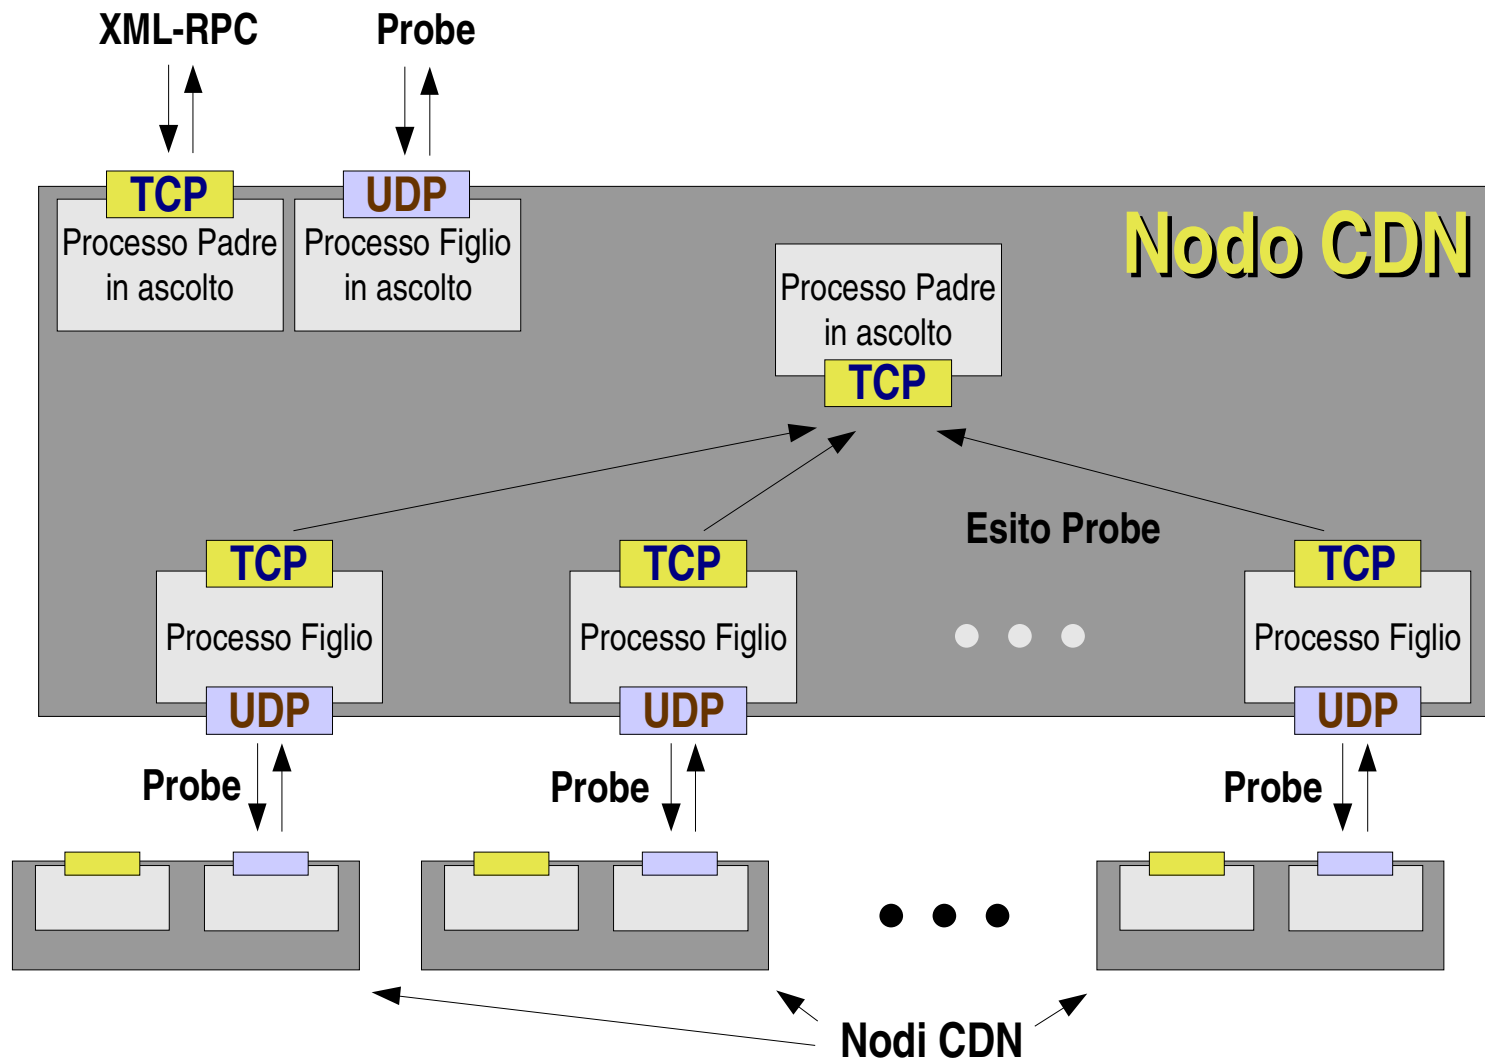 XML-RPC
Probe
TCP
UDP
Processo Padre
in ascolto
Processo Figlio
in ascolto
Nodo CDN
Processo Padre
in ascolto
TCP
Esito Probe
TCP
TCP
TCP
Processo Figlio
Processo Figlio
Processo Figlio
UDP
UDP
UDP
Probe
Probe
Probe
Nodi CDN